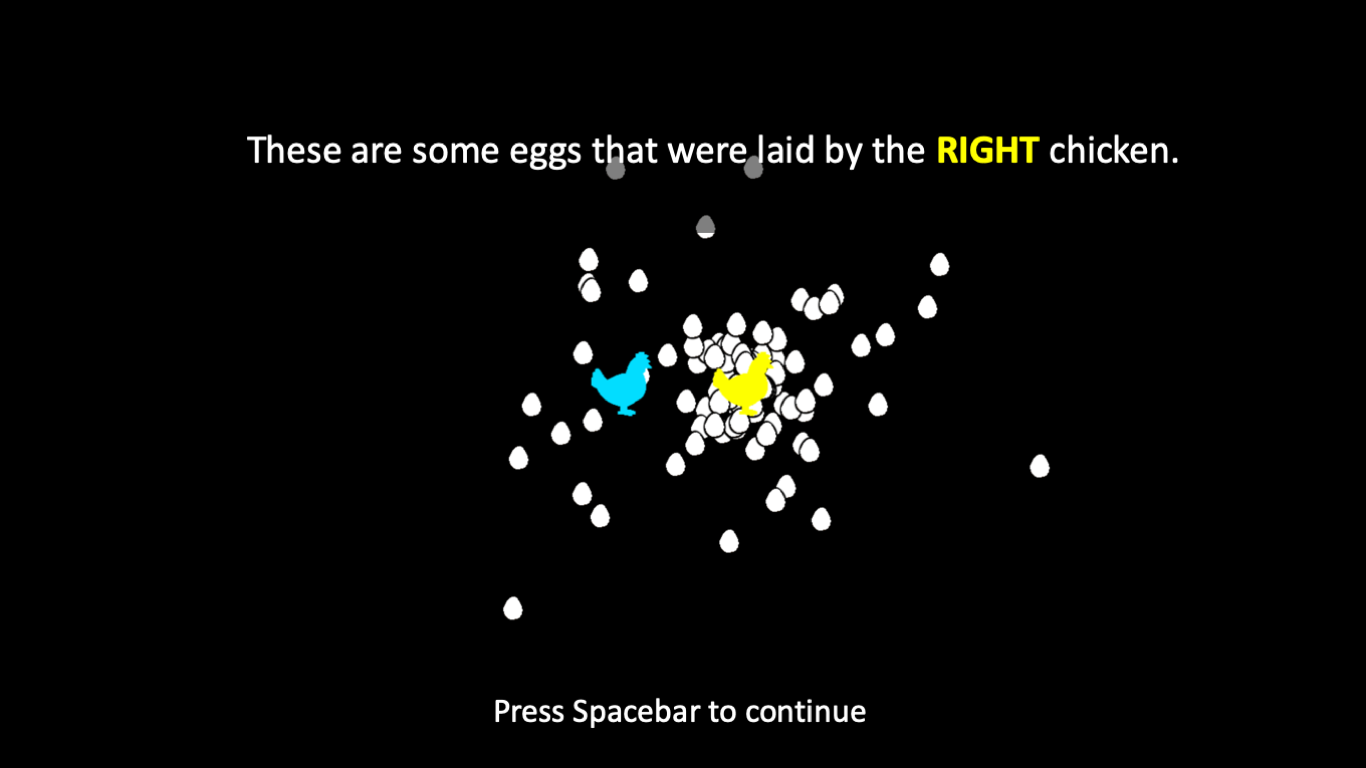 These are some eggs that were laid by the RIGHT chicken.
Press Spacebar to continue